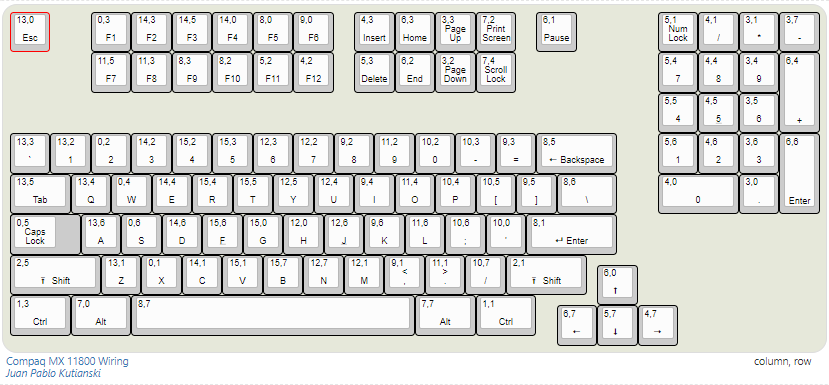 13,0 0,3 14,3 14,5 14,0 8,0 9,0 4,3 6,3 3,3 7,2 6,1 5,1 4,1 3,1 3,7
Page Print Num
Esc F1 F2 F3 F4 F5 F6 Insert Home Up Screen Pause Lock / * -
11,5 11,3 8,3 8,2 5,2 4,2 5,3 6,2 3,2 7,4 5,4 4,4 3,4 6,4
Page Scroll
F7 F8 F9 F10 F11 F12 Delete End Down Lock 7 8 9
5,5 4,5 3,5
4 5 6 +
13,3 13,2 0,2 14,2 15,2 15,3 12,3 12,2 9,2 11,2 10,2 10,3 9,3 8,5 5,6 4,6 3,6 6,6
` 1 2 3 4 5 6 7 8 9 0 - = ← Backspace 1 2 3
13,5 13,4 0,4 14,4 15,4 15,5 12,5 12,4 9,4 11,4 10,4 10,5 9,5 8,6 4,0 3,0
Tab Q W E R T Y U I O P [ ] \ 0 . Enter
0,5 13,6 0,6 14,6 15,6 15,0 12,0 12,6 9,6 11,6 10,6 10,0 8,1
Caps
Lock A S D F G H J K L ; ' ↵ Enter
2,5 13,1 0,1 14,1 15,1 15,7 12,7 12,1 9,1 11,1 10,7 2,1 6,0
< >
⇑ Shift Z X C V B N M , . / ⇑ Shift ↑
1,3 7,0 8,7 7,7 1,1 6,7 5,7 4,7
Ctrl Alt Alt Ctrl ← ↓ →
Compaq MX 11800 Wiring column, row
Juan Pablo Kutianski